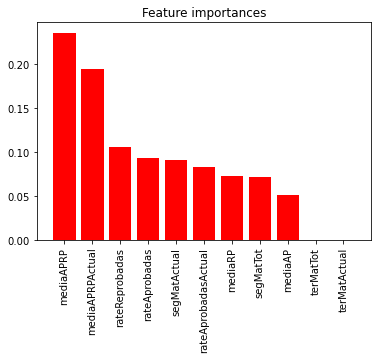 Feature importances
0.20
0.15
0.10
0.05
0.00
mediaAPRP
mediaAPRPActual
rateReprobadas
rateAprobadas
segMatActual
rateAprobadasActual
mediaRP
segMatTot
mediaAP
terMatTot
terMatActual